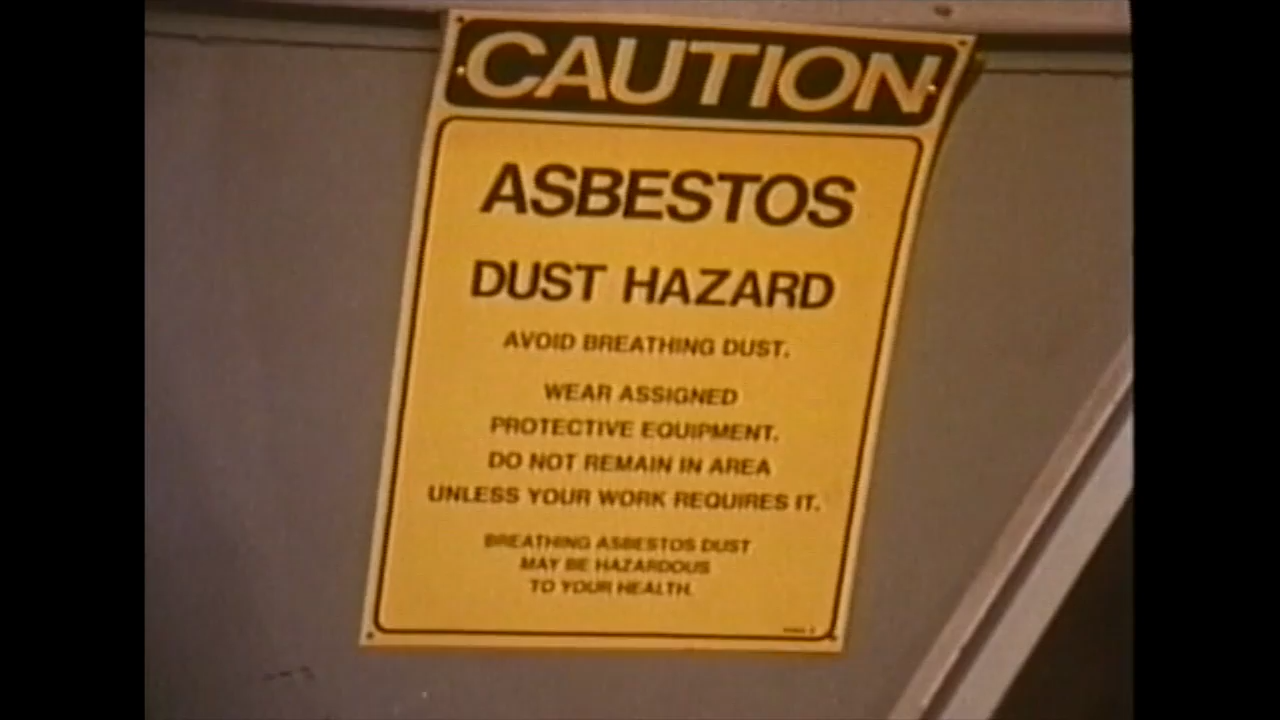 CAUTION
ASBESTOS
DUST HAZARD
AVOID BREATHING DUST.
WEAR ASSIGNED
PROTECTIVE EQUIPMENT.
DO NOT REMAIN IN AREA
UNLESS YOUR WORK REQUIRES IT.
BREATHING ASBESTOS DUST
MAY BE HAZARDOUS
TO YOUR HEALTH.